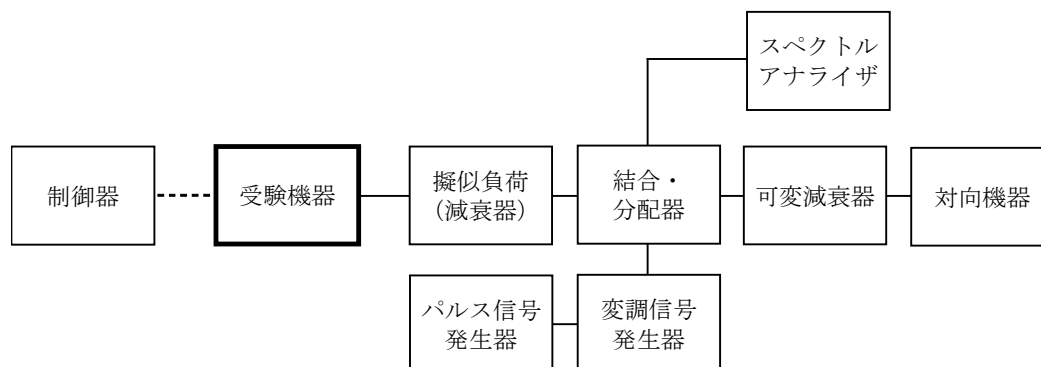 スペクトル
アナライザ
制御器
受験機器
擬似負荷
（減衰器）
結合・
分配器
可変減衰器
対向機器
パルス信号
発生器
変調信号
発生器